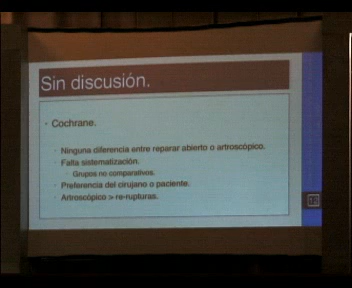 Sin discusión.
• Cochrane.
• Ninguna diferencia entre reparar abierto o artroscópico.
• Falta sistematización.
• Grupos no comparativos.
• Preferencia del cirujano o paciente.
• Artroscópico > re-rupturas.